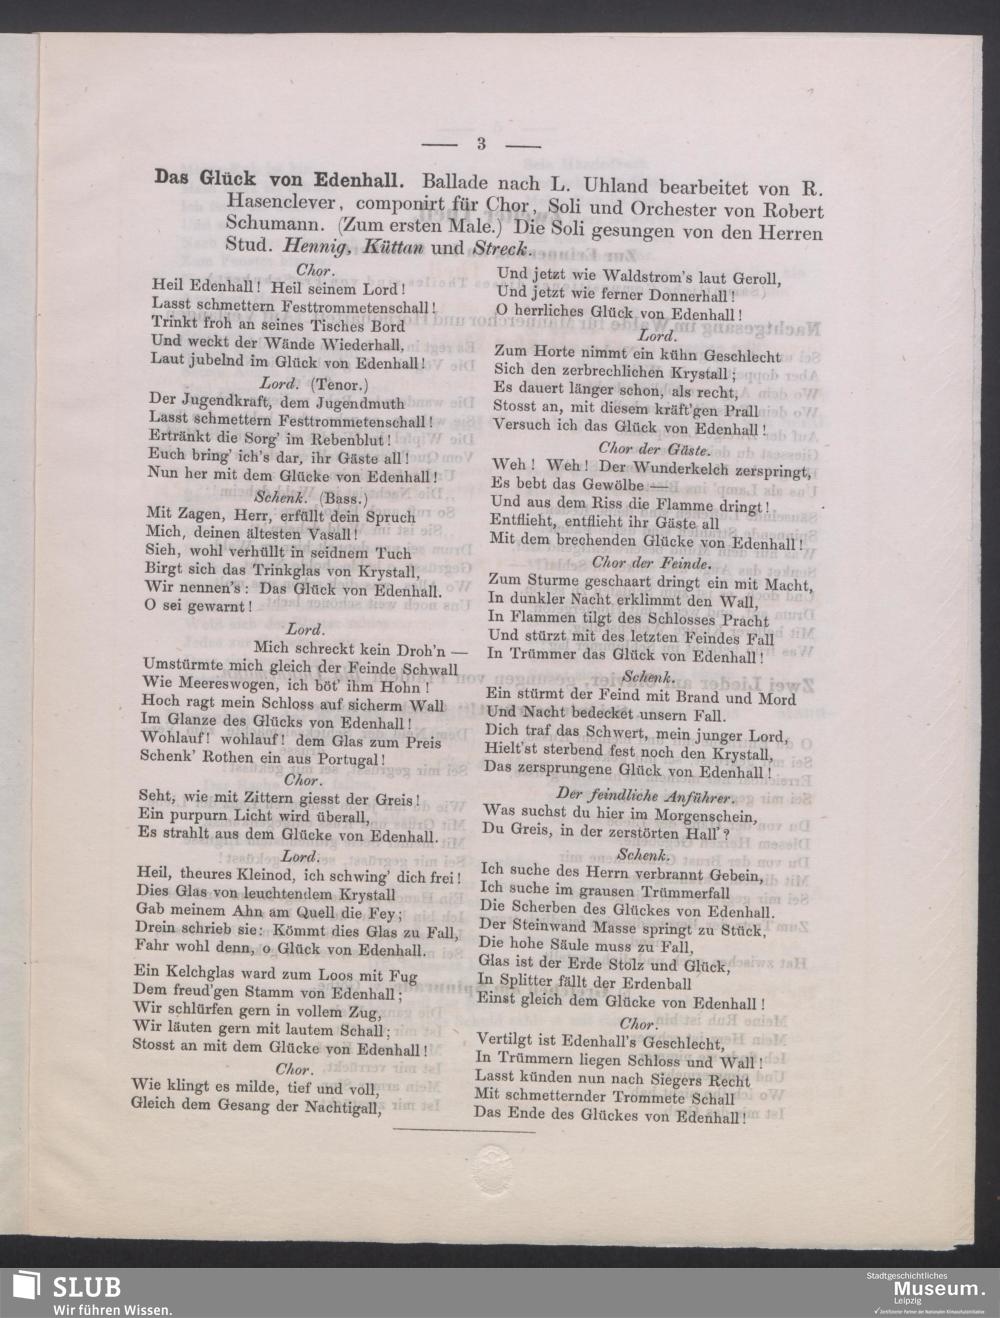 — 3 —
Das Glück von Edenhall. Ballade nach L. Uhland bearbeitet von R.
Hasenclever, componirt für Chor, Soli und Orchester von Robert
Schumann. (Zum ersten Male.) Die Soli gesungen von den Herren
Stud. Hennig, Küttan und Streck.
Chor.
Heil Edenhall! Heil seinem Lord!
Lasst schmettern Festtrommetenschall!
Trinkt froh an seines Tisches Bord
Und weckt der Wände Wiederhall,
Laut jubelnd im Glück von Edenhall!
Lord. (Tenor.)
Der Jugendkraft, dem Jugendmuth
Lasst schmettern Festtrommetenschall!
Ertränkt die Sorg' im Rebenblut!
Euch bring' ich's dar, ihr Gäste all!
Nun her mit dem Glücke von Edenhall!
Schenk. (Bass.)
Mit Zagen, Herr, erfüllt dein Spruch
Mich, deinen ältesten Vasall!
Sieh, wohl verhüllt in seidnem Tuch
Birgt sich das Trinkglas von Krystall,
Wir nennen's: Das Glück von Edenhall.
O sei gewarnt!
Lord.
Mich schreckt kein Droh'n —
Umstürmte mich gleich der Feinde Schwall
Wie Meereswogen, ich böt' ihm Hohn!
Hoch ragt mein Schloss auf sicherm Wall
Im Glanze des Glücks von Edenhall!
Wohlauf! wohlauf! dem Glas zum Preis
Schenk' Rothen ein aus Portugal!
Chor.
Seht, wie mit Zittern giesst der Greis!
Ein purpurn Licht wird überall,
Es strahlt aus dem Glücke von Edenhall.
Lord.
Heil, theures Kleinod, ich schwing' dich frei!
Dies Glas von leuchtendem Krystall
Gab meinem Ahn am Quell die Fey;
Drein schrieb sie: Kömmt dies Glas zu Fall,
Fahr wohl denn, o Glück von Edenhall.
Ein Kelchglas ward zum Loos mit Fug
Dem freud'gen Stamm von Edenhall;
Wir schlürfen gern in vollem Zug,
Wir läuten gern mit lautem Schall;
Stosst an mit dem Glücke von Edenhall!
Chor.
Wie klingt es milde, tief und voll,
Gleich dem Gesang der Nachtigall,
Und jetzt wie Waldstrom's laut Geroll,
Und jetzt wie ferner Donnerhall!
O herrliches Glück von Edenhall!
Lord.
Zum Horte nimmt ein kühn Geschlecht
Sich den zerbrechlichen Krystall;
Es dauert länger schon, als recht,
Stosst an, mit diesem kräft'gen Prall
Versuch ich das Glück von Edenhall!
Chor der Gäste.
Weh! Weh! Der Wunderkelch zerspringt,
Es bebt das Gewölbe —
Und aus dem Riss die Flamme dringt!
Entflieht, entflieht ihr Gäste all
Mit dem brechenden Glücke von Edenhall!
Chor der Feinde.
Zum Sturme geschaart dringt ein mit Macht,
In dunkler Nacht erklimmt den Wall,
In Flammen tilgt des Schlosses Pracht
Und stürzt mit des letzten Feindes Fall
In Trümmer das Glück von Edenhall!
Schenk.
Ein stürmt der Feind mit Brand und Mord
Und Nacht bedecket unsern Fall.
Dich traf das Schwert, mein junger Lord,
Hielt'st sterbend fest noch den Krystall,
Das zersprungene Glück von Edenhall!
Der feindliche Anführer.
Was suchst du hier im Morgenschein,
Du Greis, in der zerstörten Hall'?
Schenk.
Ich suche des Herrn verbrannt Gebein,
Ich suche im grausen Trümmerfall
Die Scherben des Glückes von Edenhall.
Der Steinwand Masse springt zu Stück,
Die hohe Säule muss zu Fall,
Glas ist der Erde Stolz und Glück,
In Splitter fällt der Erdenball
Einst gleich dem Glücke von Edenhall!
Chor.
Vertilgt ist Edenhall's Geschlecht,
In Trümmern liegen Schloss und Wall!
Lasst künden nun nach Siegers Recht
Mit schmetternder Trommete Schall
Das Ende des Glückes von Edenhall!
SLUB
Wir führen Wissen.
Stadtgeschichtliches
Museum.
Leipzig